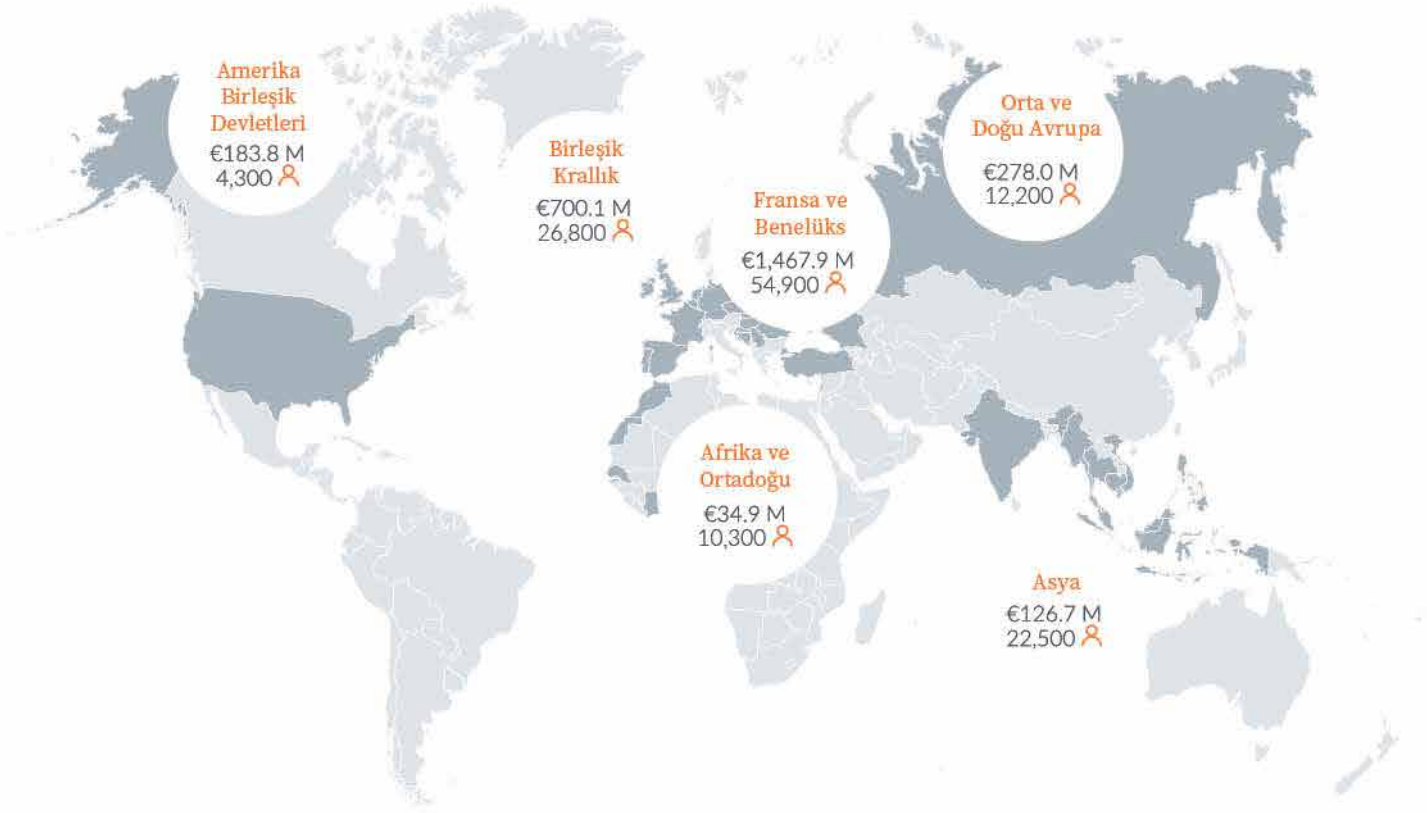 Amerika
Birleşik
Devletleri
€183.8 M
4,300
Birleşik
Krallık
€700.1 M
26,800
Fransa ve
Benelüks
€1,467.9 M
54,900
Orta ve
Doğu Avrupa
€278.0 M
12,200
Afrika ve
Ortadoğu
€34.9 M
10,300
Asya
€126.7 M
22,500